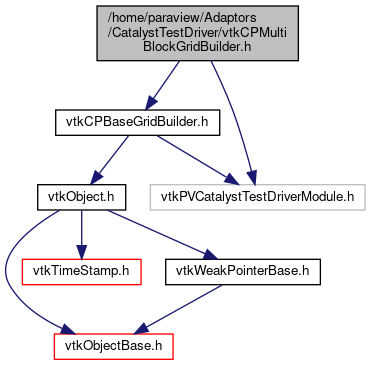 /home/paraview/Adaptors
/CatalystTestDriver/vtkCPMulti
BlockGridBuilder.h
vtkCPBaseGridBuilder.h
vtkObject.h
vtkPVCatalystTestDriverModule.h
vtkTimeStamp.h
vtkWeakPointerBase.h
vtkObjectBase.h